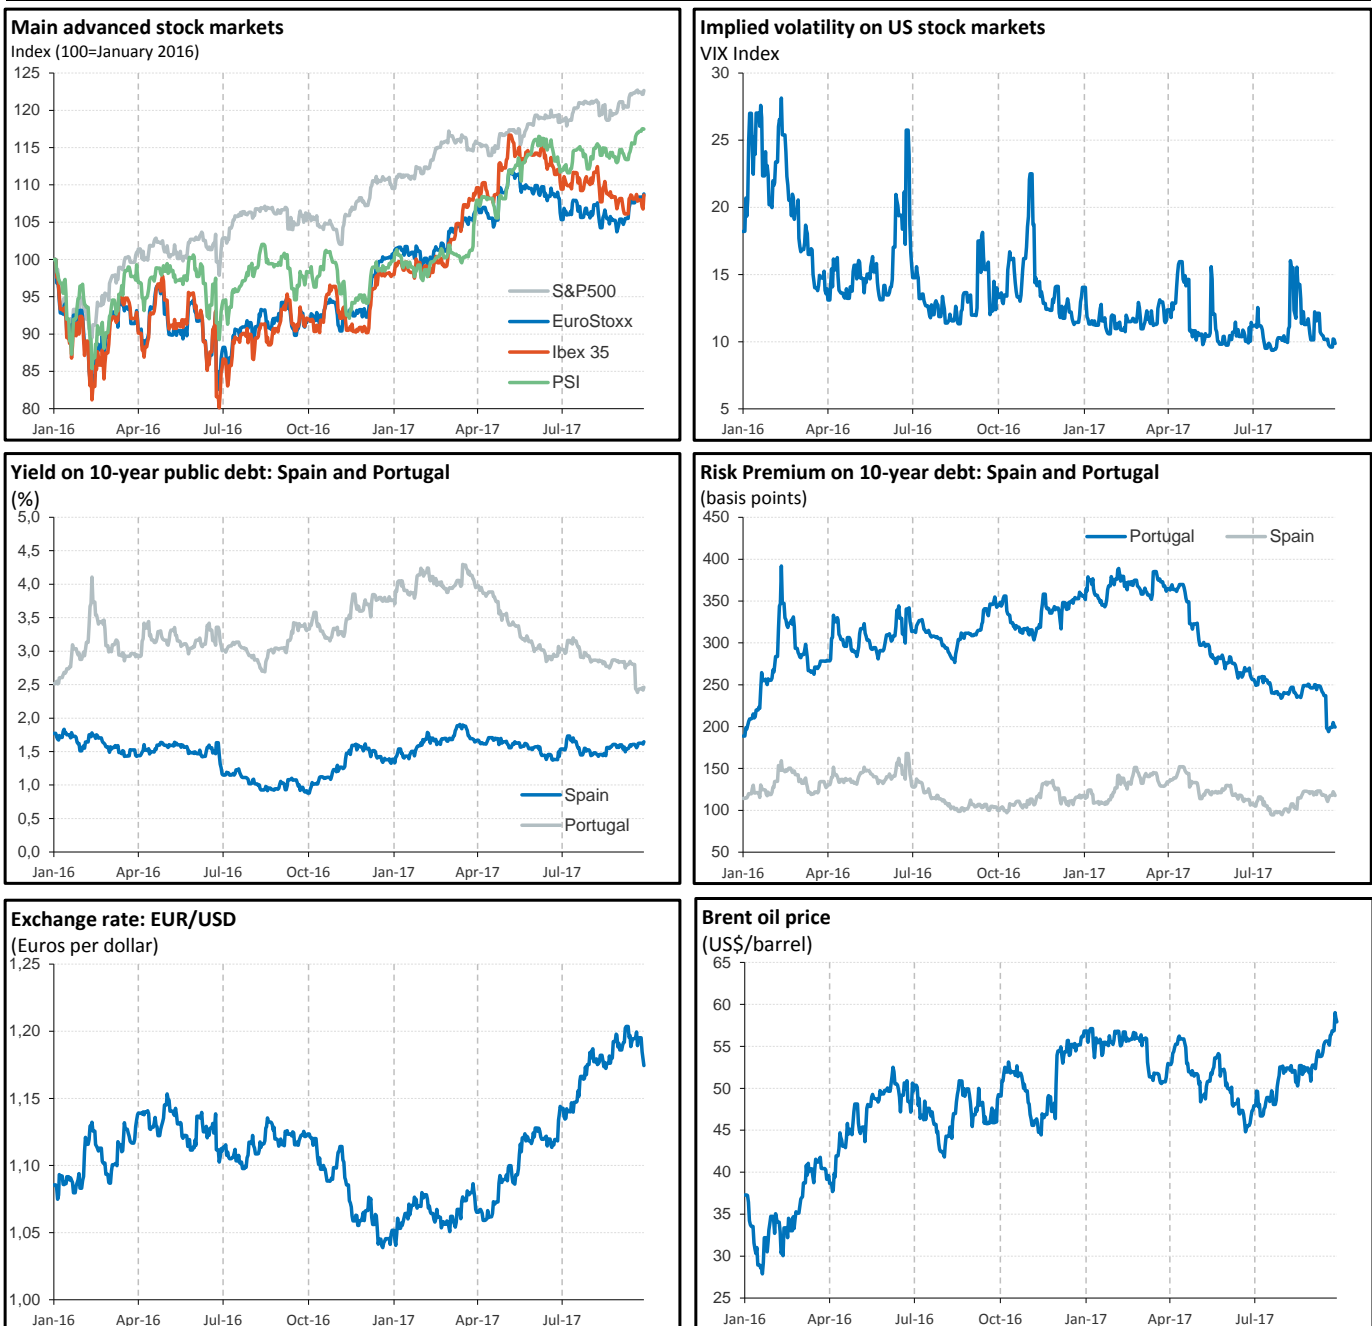 Main advanced stock markets
Index (100=January 2016)
125
120
115
110
105
100
95
90
85
80
S&P500
EuroStoxx
Ibex 35
PSI
Jan-16 Apr-16 Jul-16 Oct-16 Jan-17 Apr-17 Jul-17
Implied volatility on US stock markets
VIX Index
30
25
20
15
10
5
Jan-16 Apr-16 Jul-16 Oct-16 Jan-17 Apr-17 Jul-17
Yield on 10-year public debt: Spain and Portugal
(%)
5,0
4,5
4,0
3,5
3,0
2,5
2,0
1,5
1,0
0,5
0,0
Spain
Portugal
Jan-16 Apr-16 Jul-16 Oct-16 Jan-17 Apr-17 Jul-17
Risk Premium on 10-year debt: Spain and Portugal
(basis points)
450
400
350
300
250
200
150
100
50
Portugal Spain
Jan-16 Apr-16 Jul-16 Oct-16 Jan-17 Apr-17 Jul-17
Exchange rate: EUR/USD
(Euros per dollar)
1,25
1,20
1,15
1,10
1,05
1,00
Jan-16 Apr-16 Jul-16 Oct-16 Jan-17 Apr-17 Jul-17
Brent oil price
(US$/barrel)
65
60
55
50
45
40
35
30
25
Jan-16 Apr-16 Jul-16 Oct-16 Jan-17 Apr-17 Jul-17